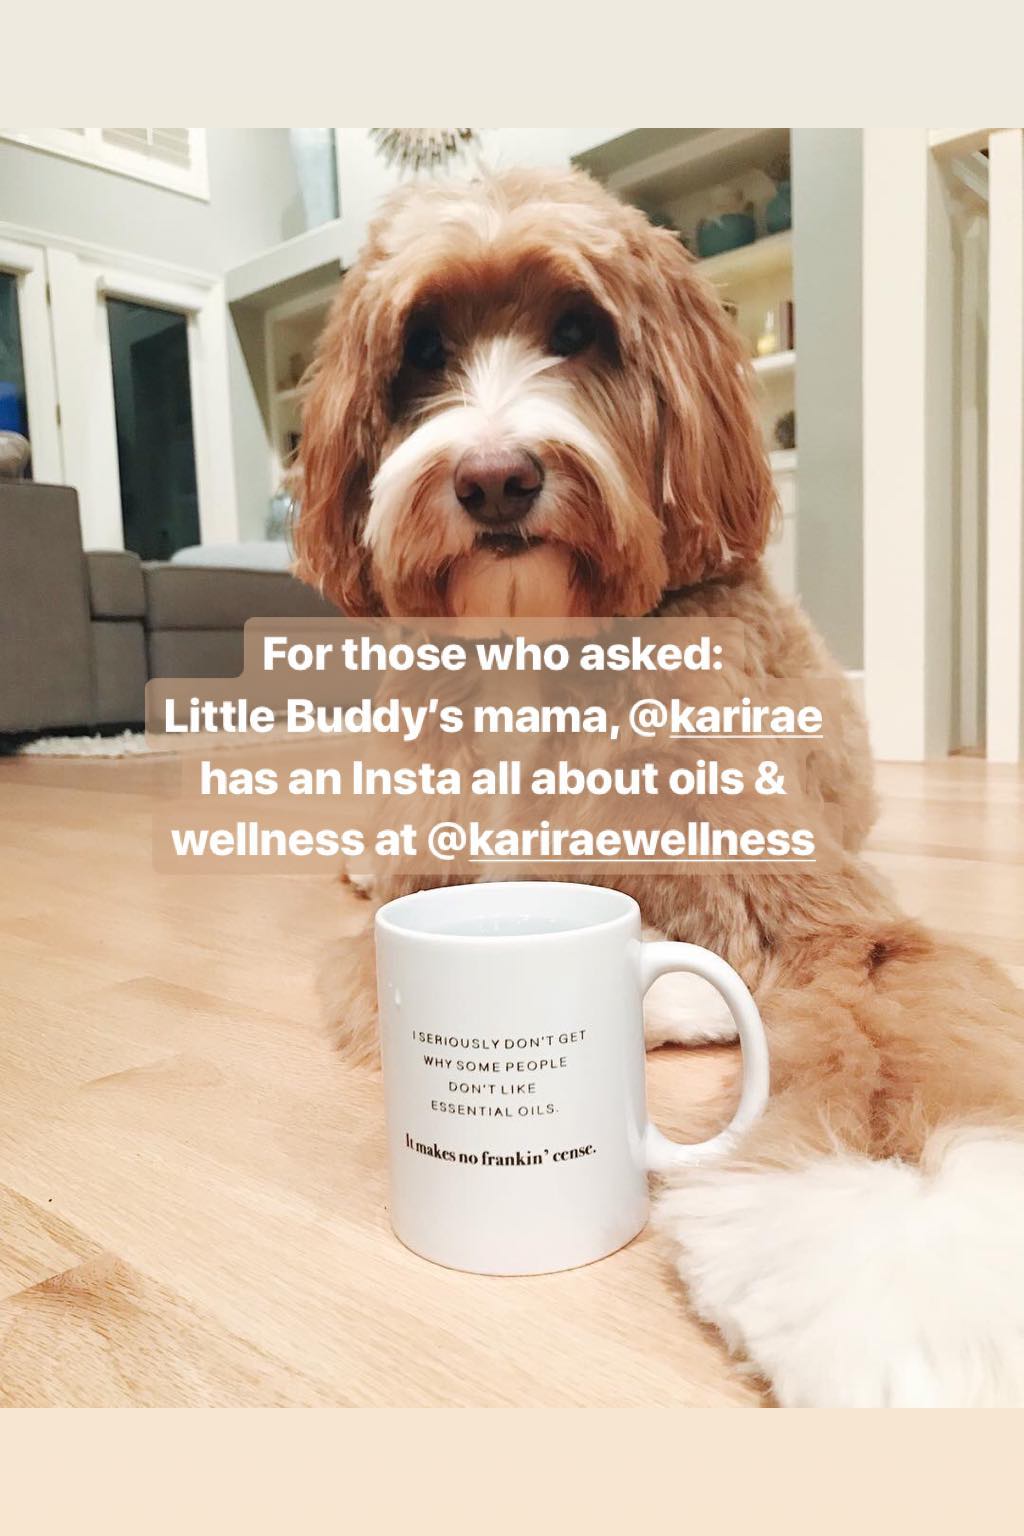 For those who asked:
Little Buddy's mama, @karirae
has an Insta all about oils &
wellness at @kariraewellness
I SERIOUSLY DON'T GET
WHY SOME PEOPLE
DON'T LIKE
ESSENTIAL OILS.
It makes no frankin' cense.